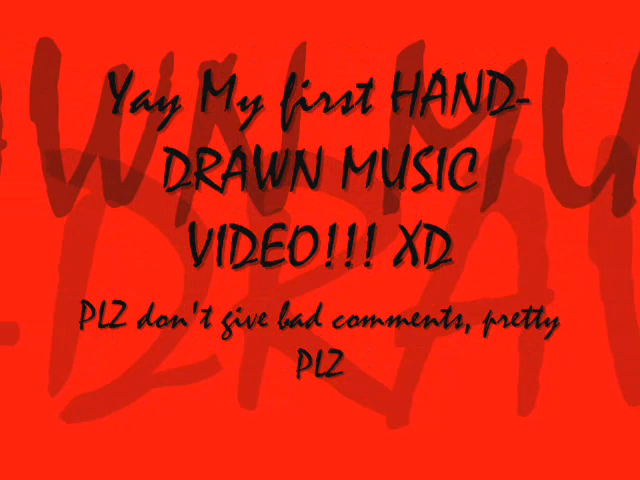 Yay My first HAND-
DRAWN MUSIC
VIDEO!!! XD
PLZ don't give bad comments, pretty
PLZ